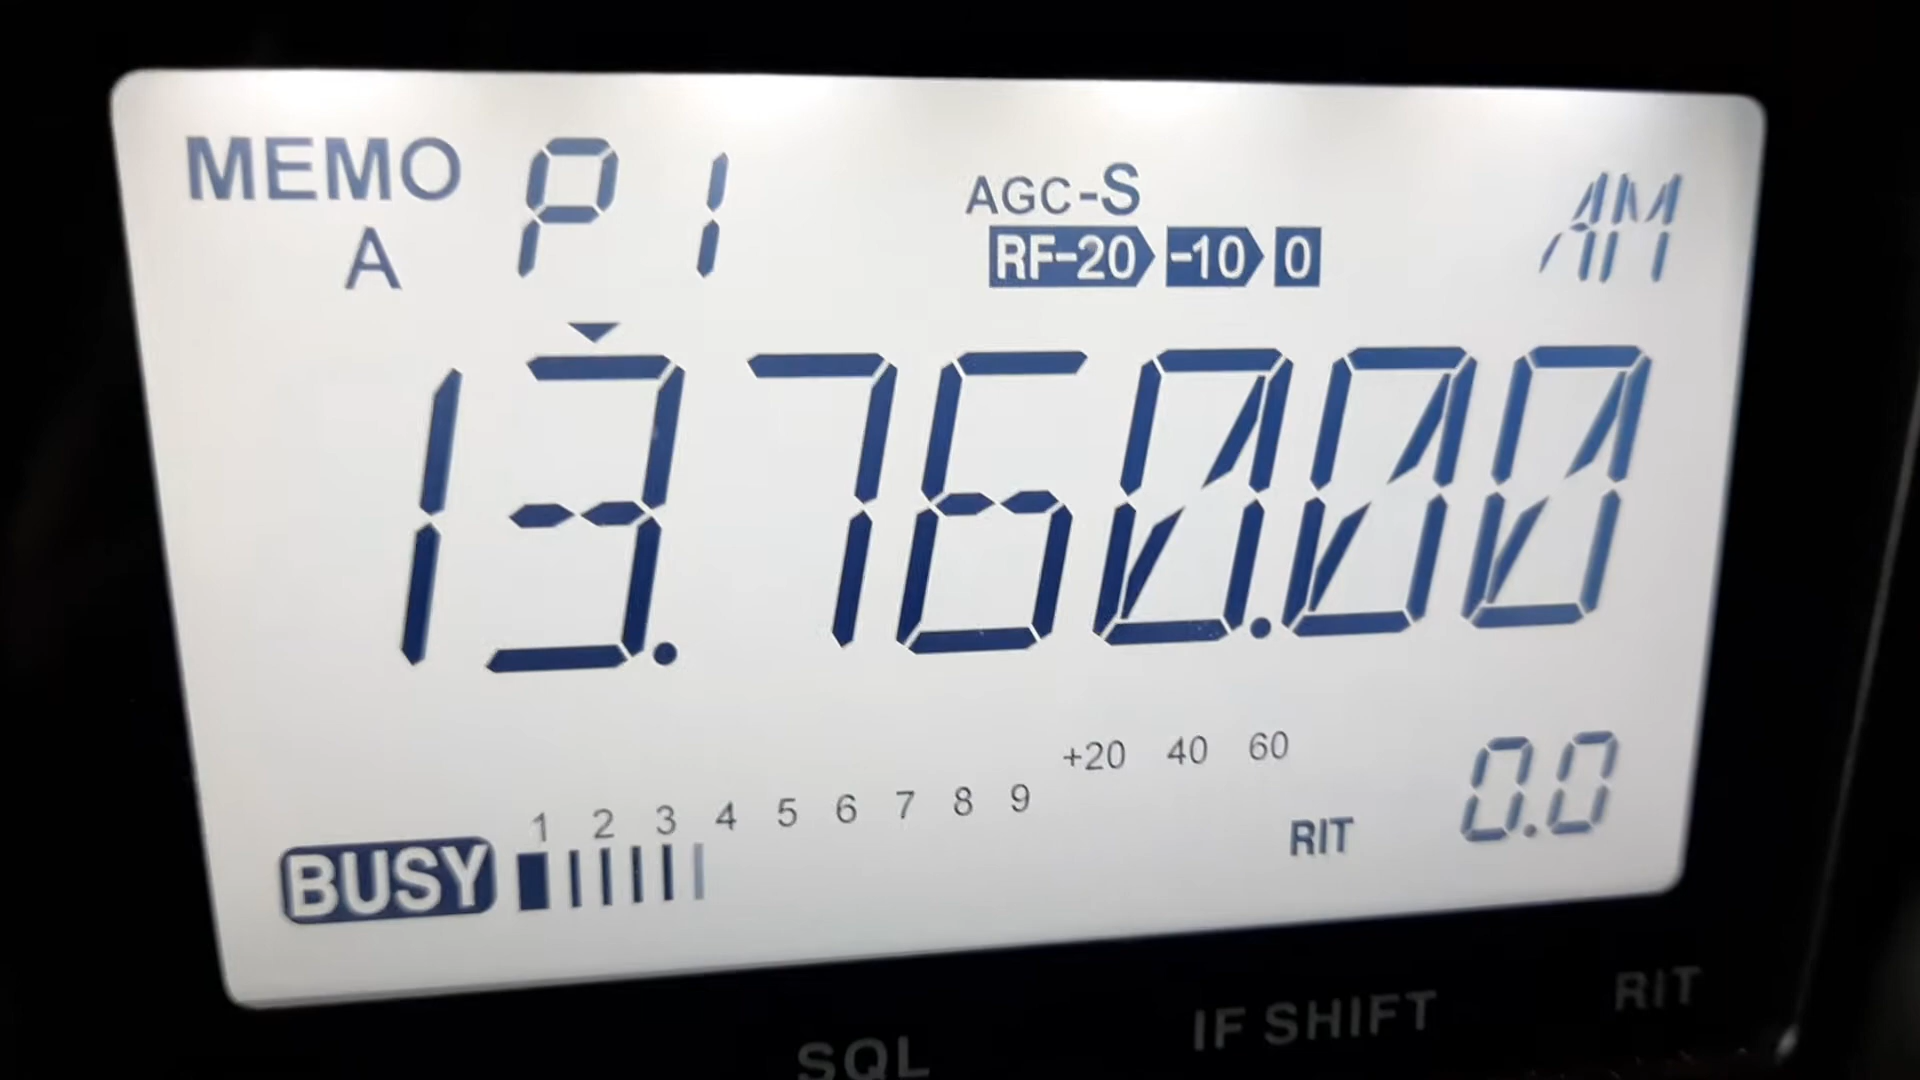 MEMO P1 AGC-S AM
A RF-20 -10 0
13.760.000
+20 40 60
1 2 3 4 5 6 7 8 9
BUSY RIT 0.0
SQL IF SHIFT RIT